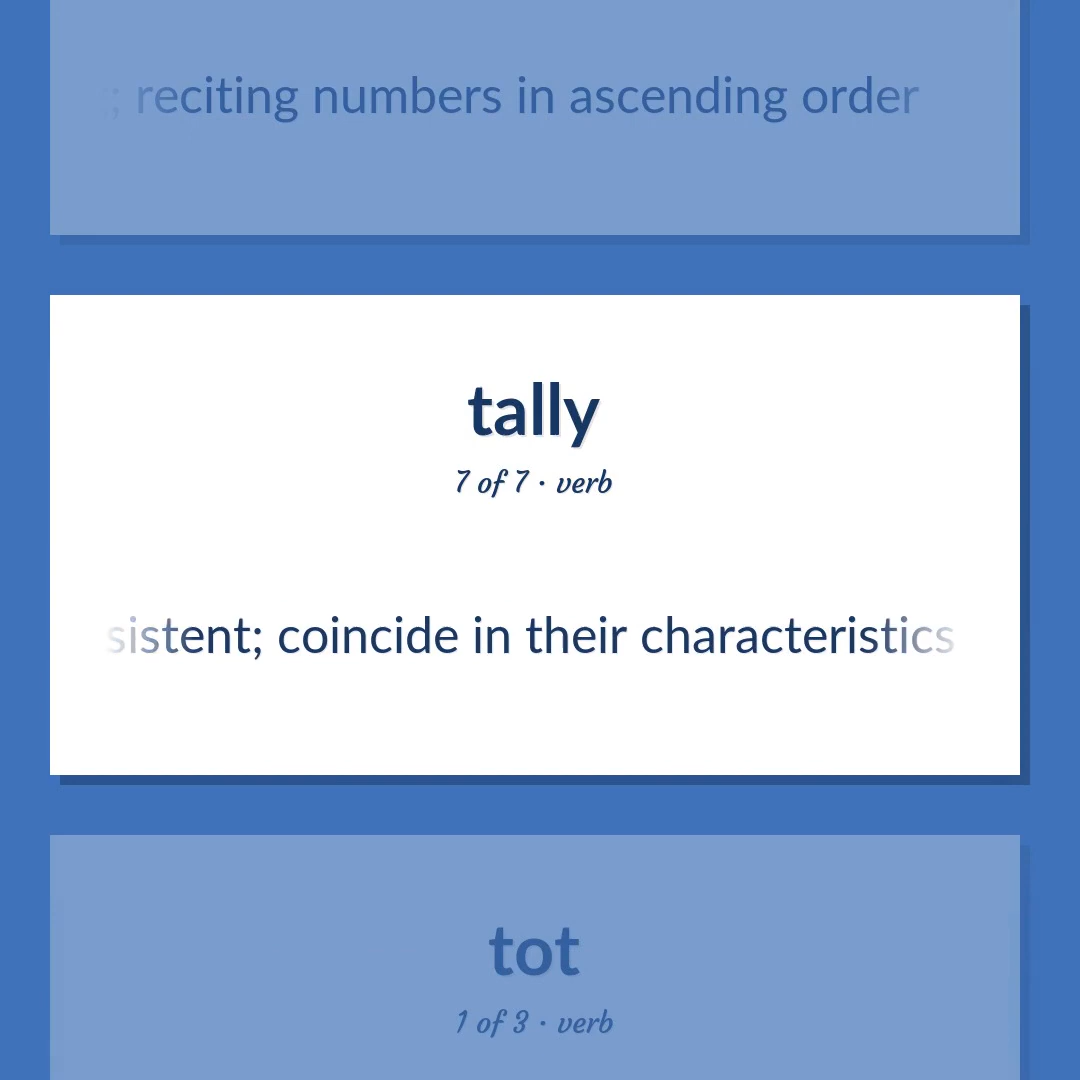 ; reciting numbers in ascending order
tally
7 of 7 · verb
sistent; coincide in their characteristics
tot
1 of 3 · verb